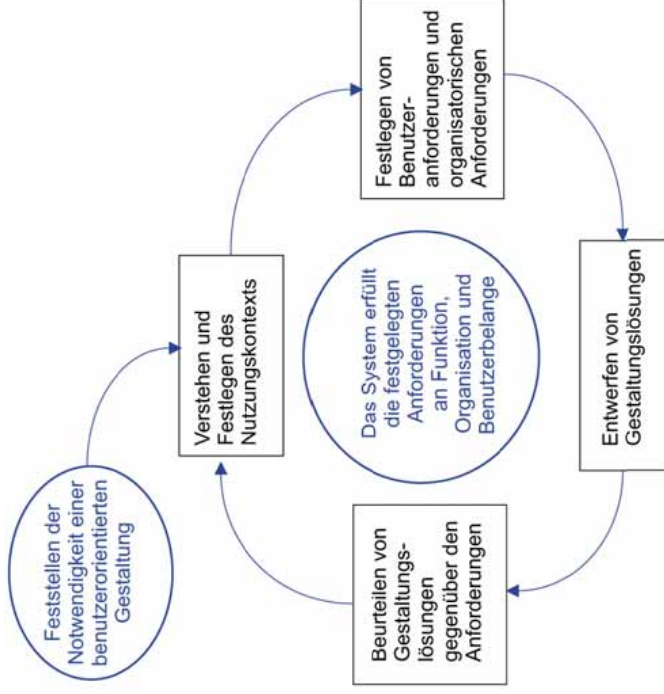 Feststellen der
Notwendigkeit einer
benutzerorientierten
Gestaltung
Verstehen und
Festlegen des
Nutzungskontexts
Festlegen von
Benutzer-
anforderungen und
organisatorischen
Anforderungen
Das System erfüllt
die festgelegten
Anforderungen
an Funktion,
Organisation und
Benutzerbelange
Entwerfen von
Gestaltungslösungen
Beurteilen von
Gestaltungs-
lösungen
gegenüber den
Anforderungen